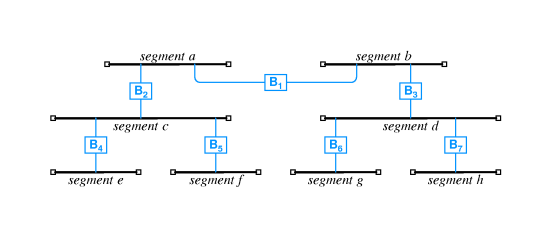 segment a segment b
B1
B2 B3
segment c segment d
B4 B5 B6 B7
segment e segment f segment g segment h